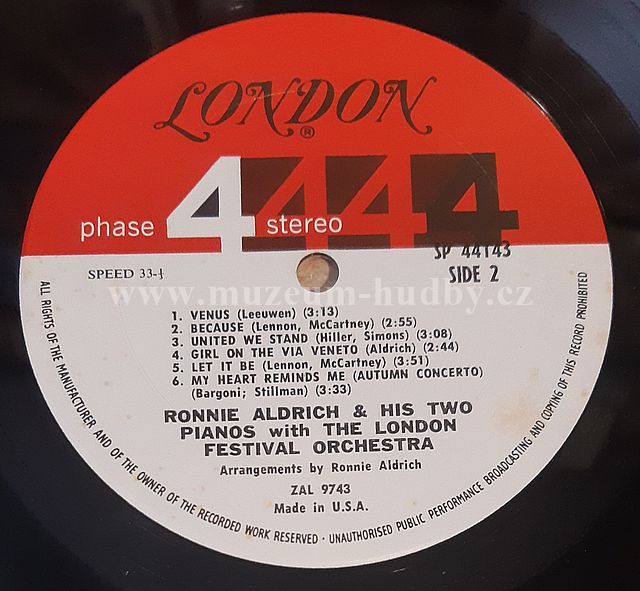 LONDON
®
phase 4 stereo 4 4 4
SP 44143
SPEED 33-⅓
SIDE 2
www.muzeum-hudby.cz
1. VENUS (Leeuwen) (3:13)
2. BECAUSE (Lennon, McCartney) (2:55)
3. UNITED WE STAND (Hiller, Simons) (3:08)
4. GIRL ON THE VIA VENETO (Aldrich) (2:44)
5. LET IT BE (Lennon, McCartney) (3:51)
6. MY HEART REMINDS ME (AUTUMN CONCERTO)
(Bargoni; Stillman) (3:33)
RONNIE ALDRICH & HIS TWO
PIANOS with THE LONDON
FESTIVAL ORCHESTRA
Arrangements by Ronnie Aldrich
ZAL 9743
Made in U.S.A.
ALL RIGHTS OF THE MANUFACTURER AND OF THE OWNER OF THE RECORDED WORK RESERVED · UNAUTHORISED PUBLIC PERFORMANCE BROADCASTING AND COPYING OF THIS RECORD PROHIBITED